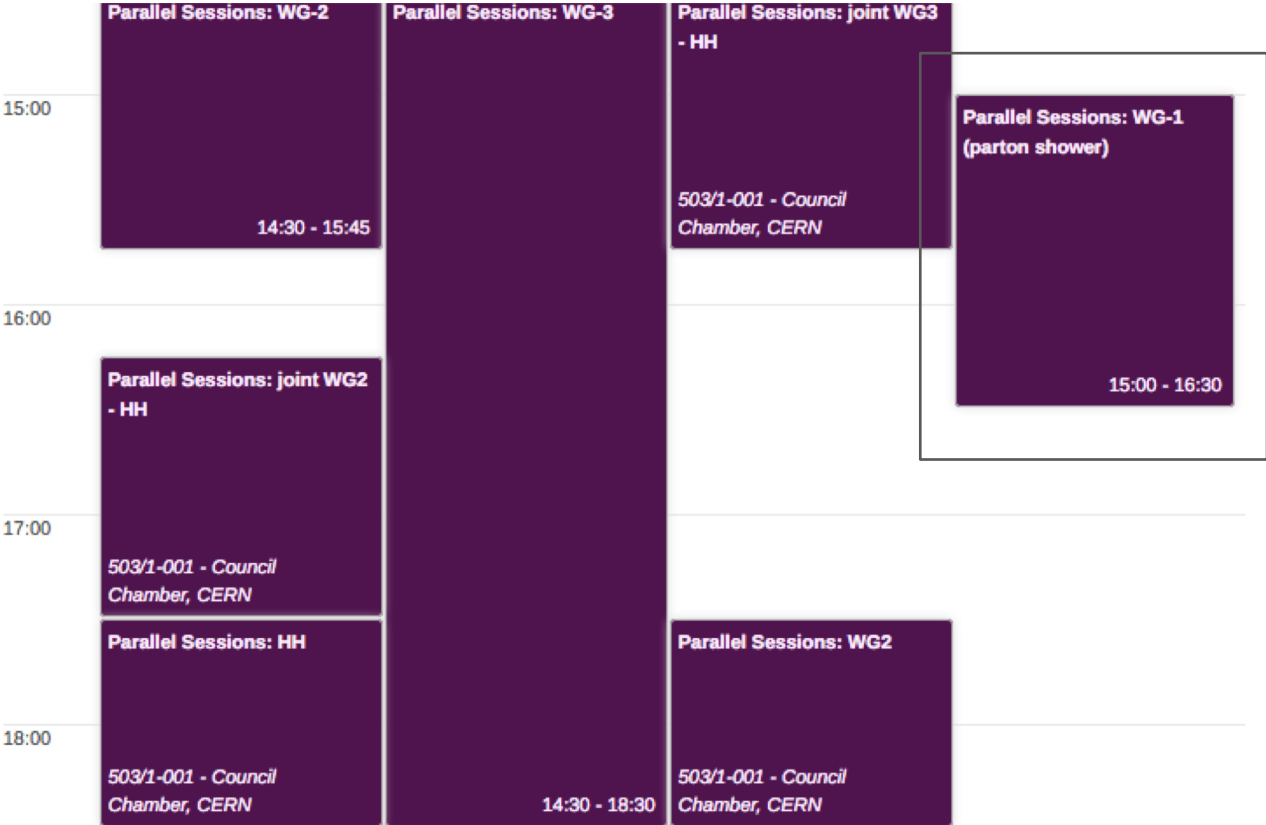 Parallel Sessions: WG-2
14:30 - 15:45
Parallel Sessions: WG-3
14:30 - 18:30
Parallel Sessions: joint WG3
- HH
503/1-001 - Council
Chamber, CERN
Parallel Sessions: WG-1
(parton shower)
15:00 - 16:30
15:00
16:00
Parallel Sessions: joint WG2
- HH
503/1-001 - Council
Chamber, CERN
17:00
Parallel Sessions: HH
503/1-001 - Council
Chamber, CERN
Parallel Sessions: WG2
503/1-001 - Council
Chamber, CERN
18:00